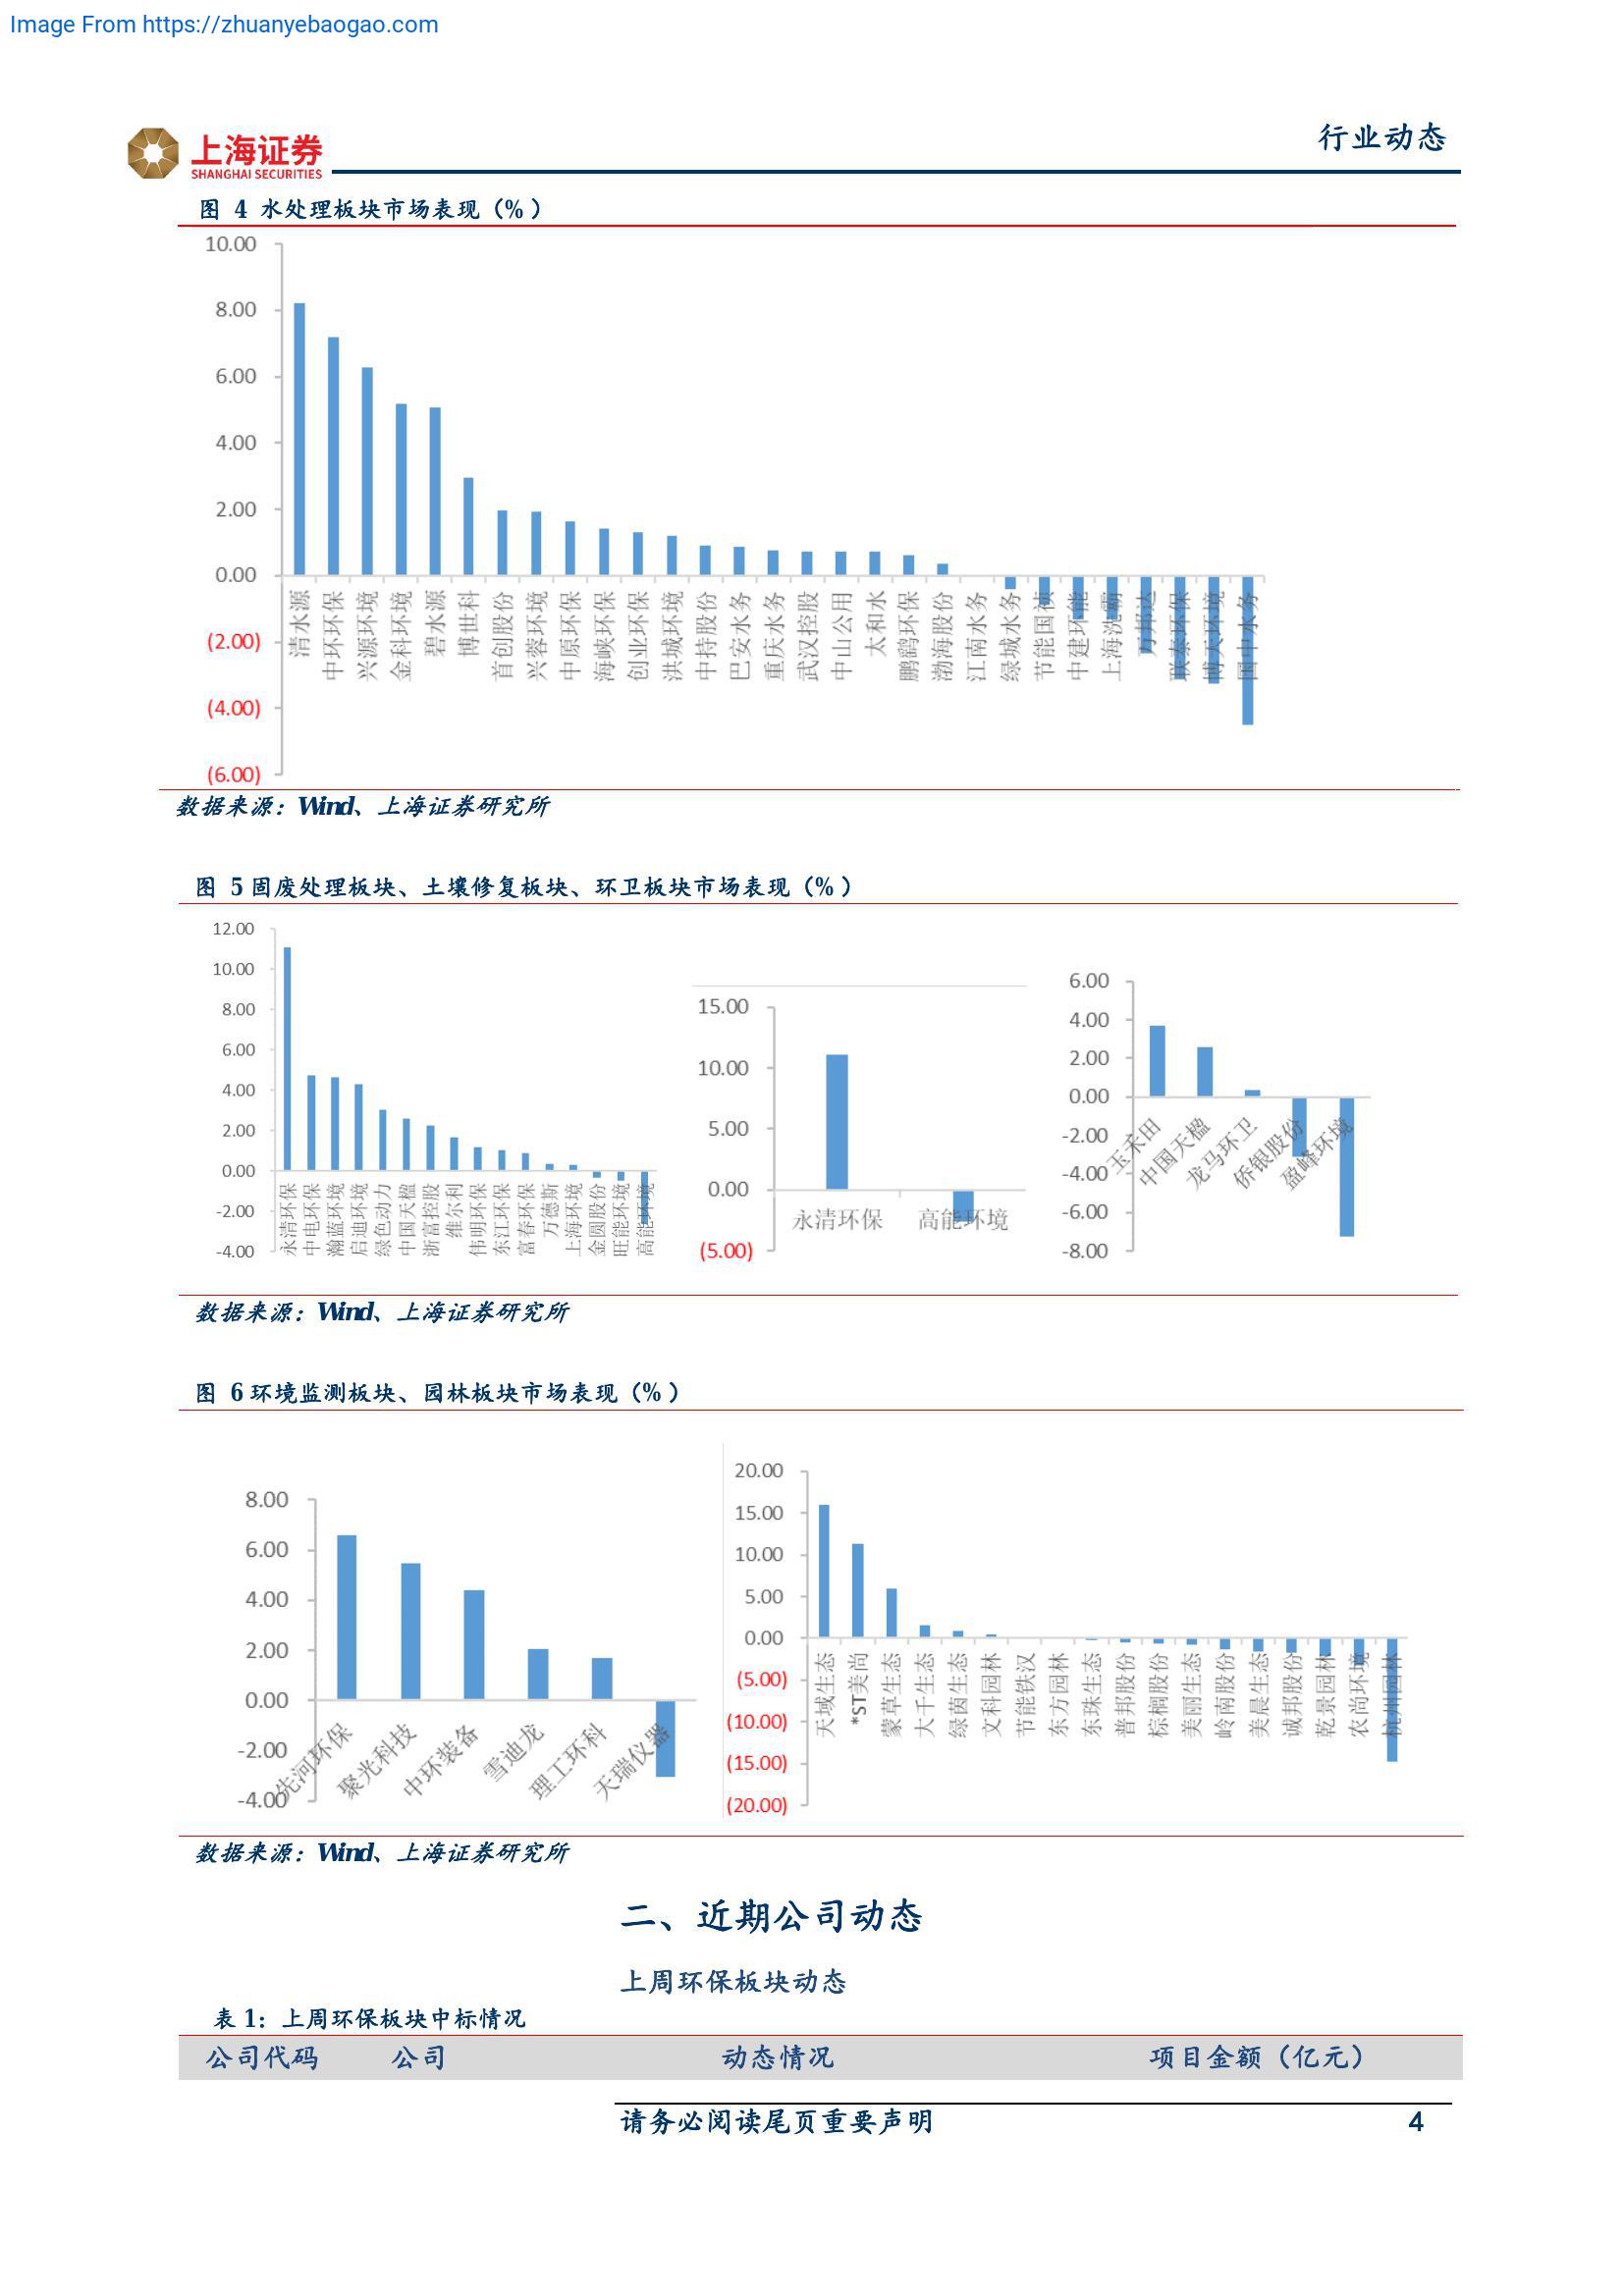 Image From https://zhuanyebaogao.com
上海证券
SHANGHAI SECURITIES
行业动态
图 4 水处理板块市场表现（%）
10.00
8.00
6.00
4.00
2.00
0.00
(2.00)
(4.00)
(6.00)
清水源
中环环保
兴源环境
金科环境
碧水源
博世科
首创股份
兴蓉环境
中原环保
海峡环保
创业环保
洪城环境
中持股份
巴安水务
重庆水务
武汉控股
中山公用
太和水
鹏鹞环保
渤海股份
江南水务
绿城水务
节能国祯
中建环能
上海洗霸
万邦达
联泰环保
博天环境
国中水务
数据来源：Wind、上海证券研究所
图 5 固废处理板块、土壤修复板块、环卫板块市场表现（%）
12.00
10.00
8.00
6.00
4.00
2.00
0.00
-2.00
-4.00
永清环保
中电环保
瀚蓝环境
启迪环境
绿色动力
中国天楹
浙富控股
维尔利
伟明环保
东江环保
富春环保
万德斯
上海环境
金圆股份
旺能环境
高能环境
15.00
10.00
5.00
0.00
(5.00)
永清环保
高能环境
6.00
4.00
2.00
0.00
-2.00
-4.00
-6.00
-8.00
玉禾田
中国天楹
龙马环卫
侨银股份
盈峰环境
数据来源：Wind、上海证券研究所
图 6 环境监测板块、园林板块市场表现（%）
8.00
6.00
4.00
2.00
0.00
-2.00
-4.00
先河环保
聚光科技
中环装备
雪迪龙
理工环科
天瑞仪器
20.00
15.00
10.00
5.00
0.00
(5.00)
(10.00)
(15.00)
(20.00)
天域生态
*ST美尚
蒙草生态
大千生态
绿茵生态
文科园林
节能铁汉
东方园林
东珠生态
普邦股份
棕榈股份
美丽生态
岭南股份
美晨生态
诚邦股份
乾景园林
农尚环境
杭州园林
数据来源：Wind、上海证券研究所
二、近期公司动态
上周环保板块动态
表 1：上周环保板块中标情况
公司代码 公司 动态情况 项目金额（亿元）
请务必阅读尾页重要声明 4